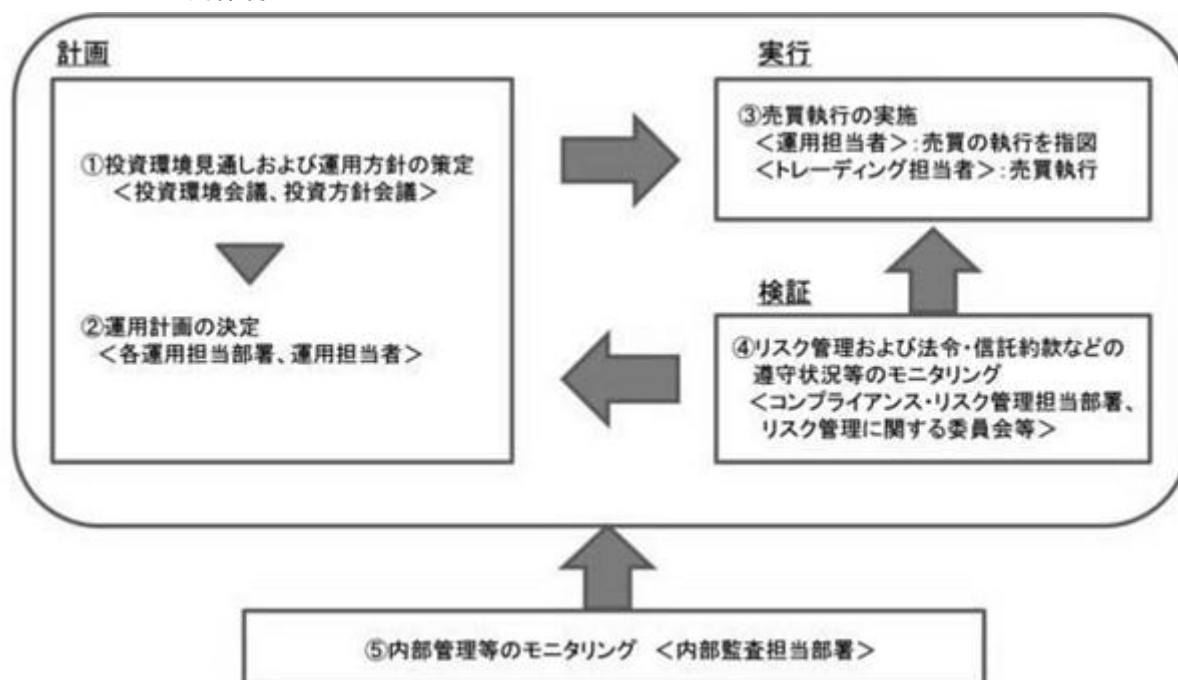 計画
①投資環境見通しおよび運用方針の策定
<投資環境会議、投資方針会議>
②運用計画の決定
<各運用担当部署、運用担当者>
実行
③売買執行の実施
<運用担当者>:売買の執行を指図
<トレーディング担当者>:売買執行
検証
④リスク管理および法令・信託約款などの
遵守状況等のモニタリング
<コンプライアンス・リスク管理担当部署、
リスク管理に関する委員会等>
⑤内部管理等のモニタリング <内部監査担当部署>